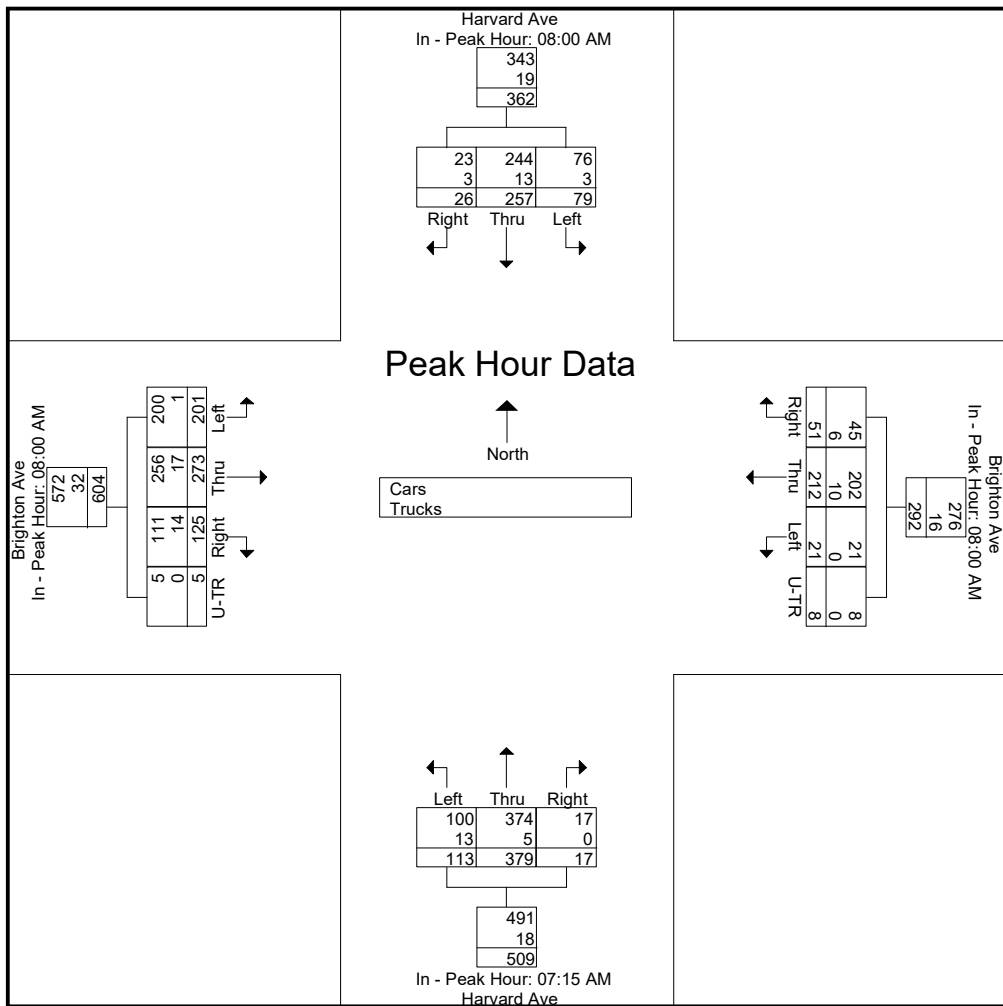 Harvard Ave
In - Peak Hour: 08:00 AM
343
19
362
23 244 76
3 13 3
26 257 79
Right Thru Left
Peak Hour Data
North
Cars
Trucks
Brighton Ave
In - Peak Hour: 08:00 AM
572
32
604
200 1 201 Left
256 17 273 Thru
111 14 125 Right
5 0 5 U-TR
Right 51 6 45
Thru 212 10 202
Left 21 0 21
U-TR 8 0 8
276
16
292
Brighton Ave
In - Peak Hour: 08:00 AM
Left Thru Right
100 374 17
13 5 0
113 379 17
491
18
509
In - Peak Hour: 07:15 AM
Harvard Ave